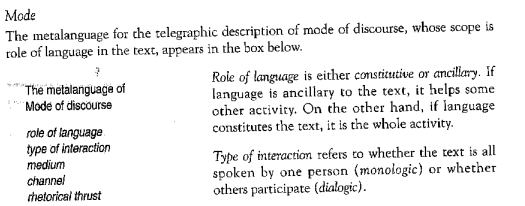 Mode
The metalanguage for the telegraphic description of mode of discourse, whose scope is
role of language in the text, appears in the box below.
?
The metalanguage of
Mode of discourse
role of language
type of interaction
medium
channel
rhetorical thrust
Role of language is either constitutive or ancillary. If
language is ancillary to the text, it helps some
other activity. On the other hand, if language
constitutes the text, it is the whole activity.
Type of interaction refers to whether the text is all
spoken by one person (monologic) or whether
others participate (dialogic).